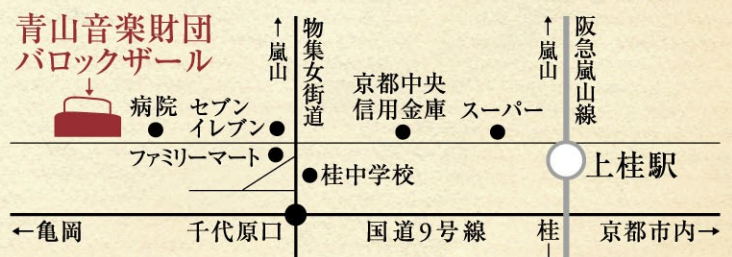 青山音楽財団
バロックザール
↑嵐山
物集女街道
↑嵐山
阪急嵐山線
病院
セブン
イレブン
京都中央
信用金庫
スーパー
ファミリーマート
桂中学校
上桂駅
←亀岡
千代原口
国道9号線
桂
京都市内→